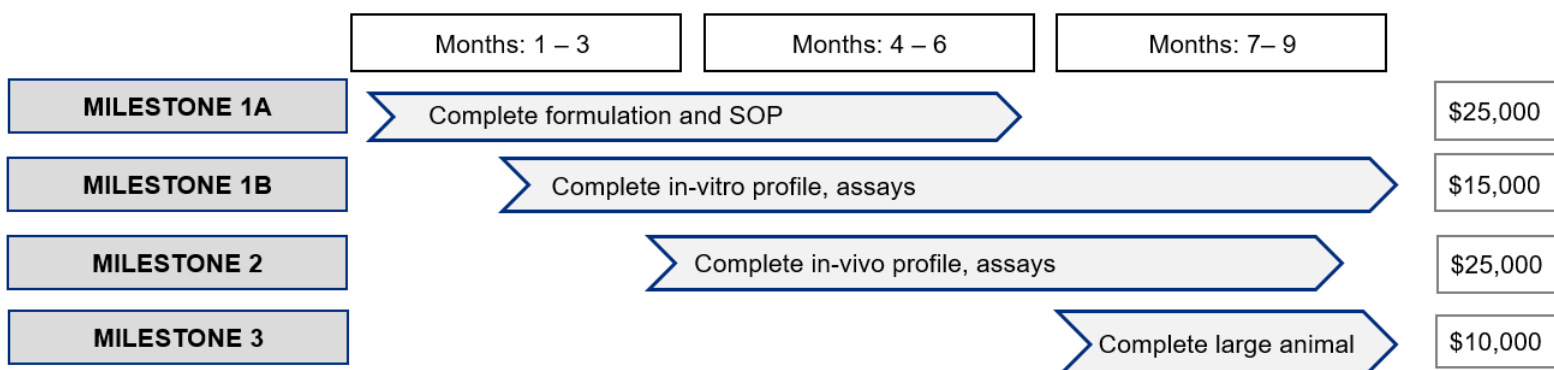 Months: 1 – 3
Months: 4 – 6
Months: 7– 9
MILESTONE 1A
Complete formulation and SOP
$25,000
MILESTONE 1B
Complete in-vitro profile, assays
$15,000
MILESTONE 2
Complete in-vivo profile, assays
$25,000
MILESTONE 3
Complete large animal
$10,000